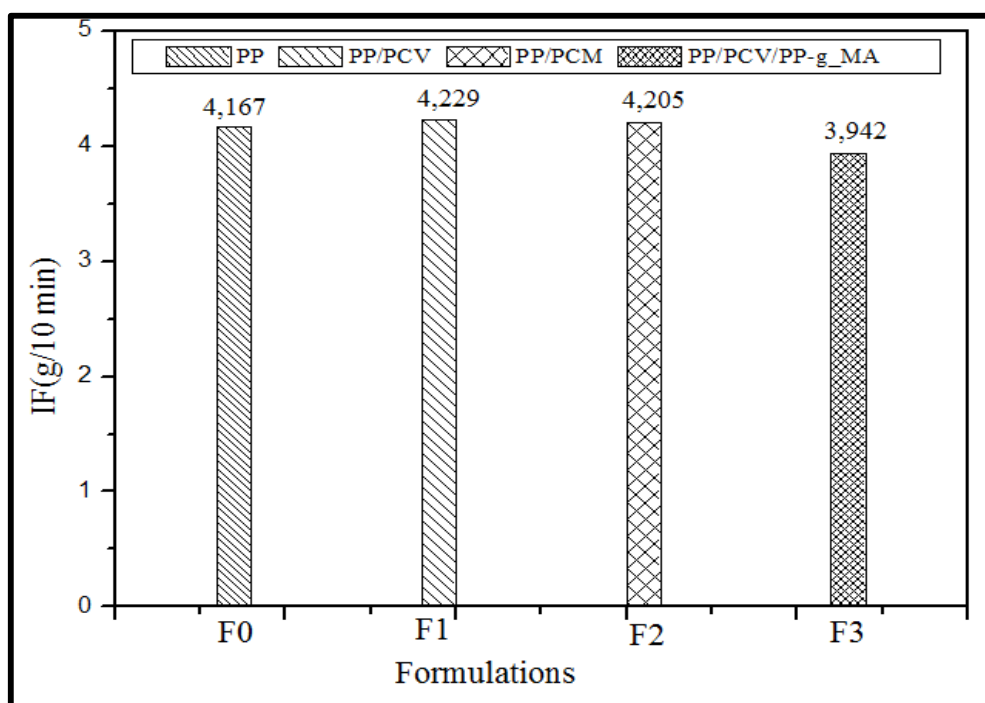 PP PP/PCV PP/PCM PP/PCV/PP-g_MA
4,167
4,229
4,205
3,942
5
4
3
2
1
0
IF(g/10 min)
F0 F1 F2 F3
Formulations